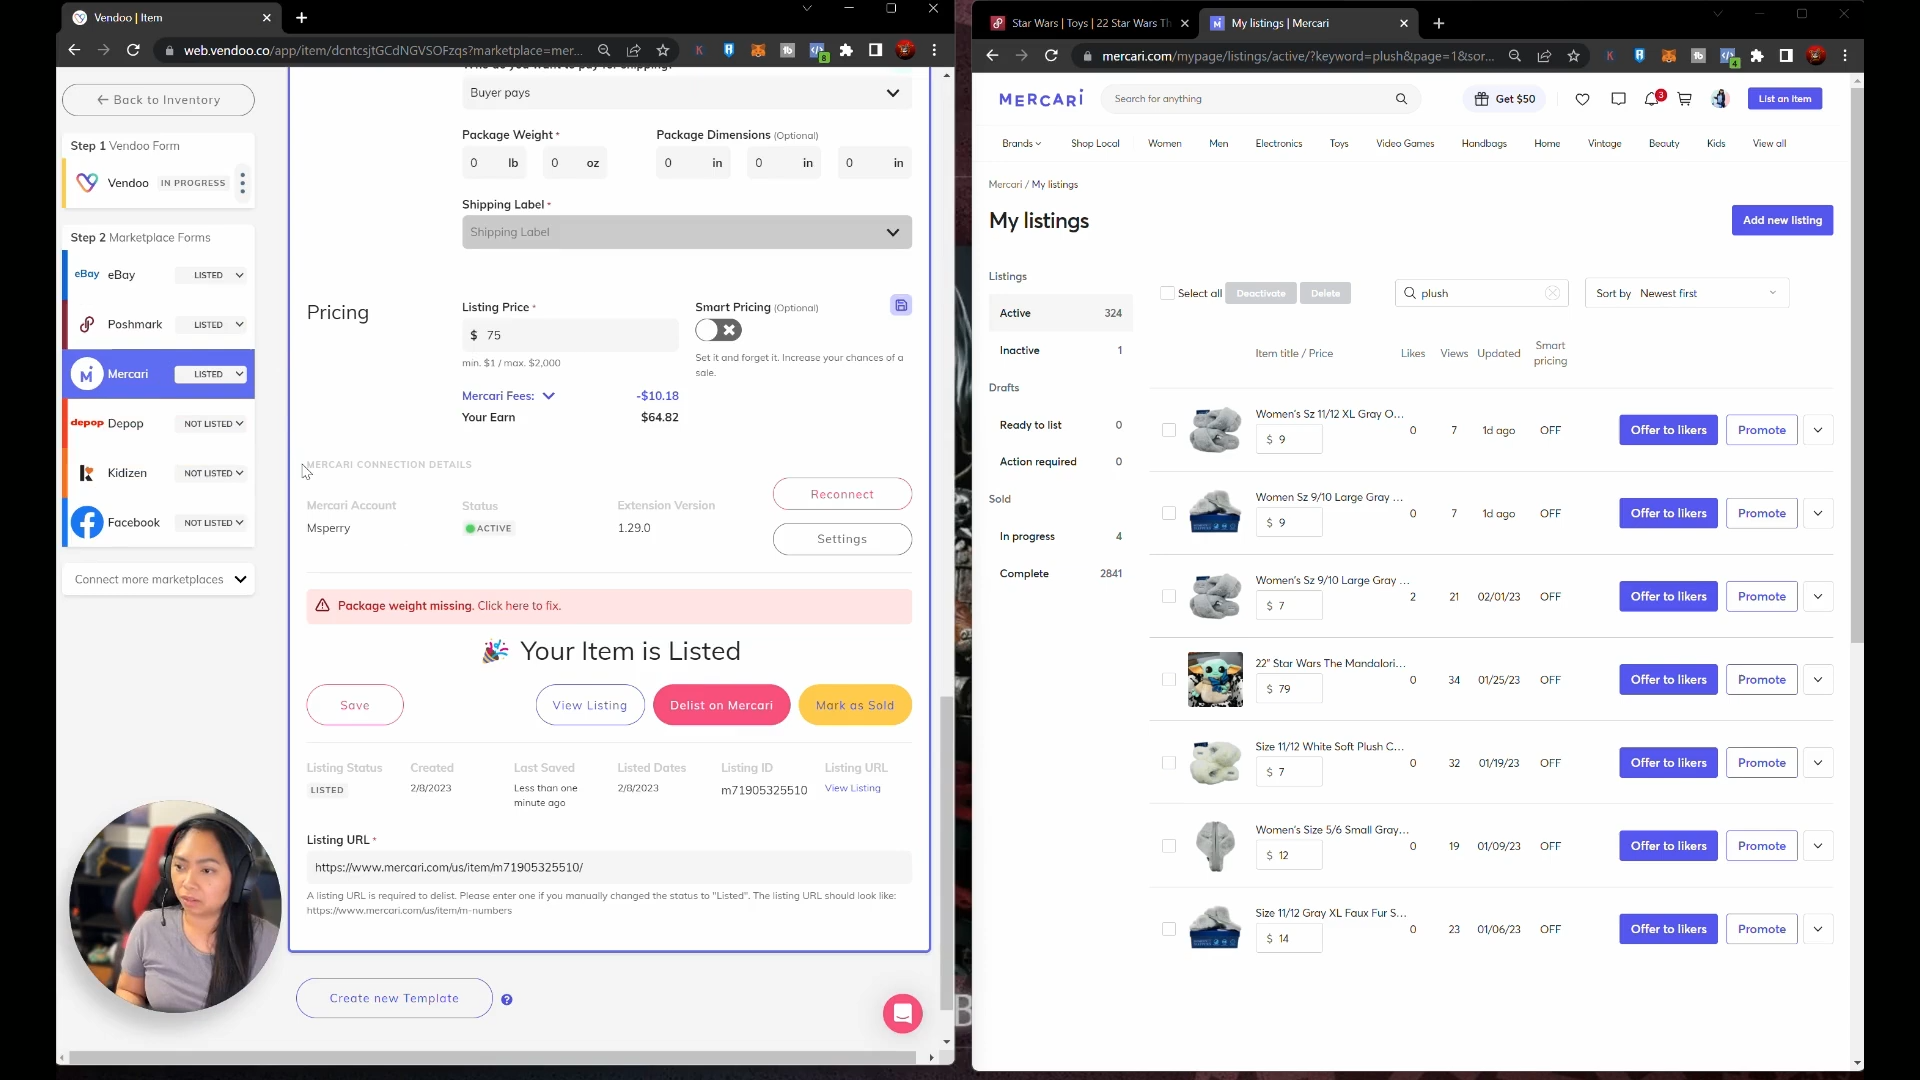 Vendoo | Item
web.vendoo.co/app/item/dcntcsjtGCdNGVSOFzqs?marketplace=mer...
8
Back to Inventory
Step 1 Vendoo Form
Vendoo IN PROGRESS
Step 2 Marketplace Forms
eBay eBay LISTED
Poshmark LISTED
Mercari LISTED
depop Depop NOT LISTED
Kidizen NOT LISTED
Facebook NOT LISTED
Connect more marketplaces
Who do you want to pay for shipping?
Buyer pays
Package Weight * Package Dimensions (Optional)
0 lb 0 oz 0 in 0 in 0 in
Shipping Label *
Shipping Label
Pricing
Listing Price * Smart Pricing (Optional)
$ 75
min. $1 / max. $2,000
Set it and forget it. Increase your chances of a
sale.
Mercari Fees: -$10.18
Your Earn $64.82
MERCARI CONNECTION DETAILS
Mercari Account Status Extension Version
Msperry ACTIVE 1.29.0
Reconnect
Settings
Package weight missing. Click here to fix.
Your Item is Listed
Save View Listing Delist on Mercari Mark as Sold
Listing Status Created Last Saved Listed Dates Listing ID Listing URL
LISTED 2/8/2023 Less than one 2/8/2023 m71905325510 View Listing
minute ago
Listing URL *
https://www.mercari.com/us/item/m71905325510/
A listing URL is required to delist. Please enter one if you manually changed the status to "Listed". The listing URL should look like:
https://www.mercari.com/us/item/m-numbers
Create new Template ?
Star Wars | Toys | 22 Star Wars Th
My listings | Mercari
mercari.com/mypage/listings/active/?keyword=plush&page=1&sor...
4
MERCARI Search for anything Get $50 3 List an item
Brands Shop Local Women Men Electronics Toys Video Games Handbags Home Vintage Beauty Kids View all
Mercari / My listings
My listings
Add new listing
Listings
Active 324
Inactive 1
Drafts
Ready to list 0
Action required 0
Sold
In progress 4
Complete 2841
Select all Deactivate Delete plush Sort by Newest first
Item title / Price Likes Views Updated Smart
pricing
Women's Sz 11/12 XL Gray O...
$ 9 0 7 1d ago OFF Offer to likers Promote
Women Sz 9/10 Large Gray ...
$ 9 0 7 1d ago OFF Offer to likers Promote
Women's Sz 9/10 Large Gray ...
$ 7 2 21 02/01/23 OFF Offer to likers Promote
22" Star Wars The Mandalori...
$ 79 0 34 01/25/23 OFF Offer to likers Promote
Size 11/12 White Soft Plush C...
$ 7 0 32 01/19/23 OFF Offer to likers Promote
Women's Size 5/6 Small Gray...
$ 12 0 19 01/09/23 OFF Offer to likers Promote
Size 11/12 Gray XL Faux Fur S...
$ 14 0 23 01/06/23 OFF Offer to likers Promote